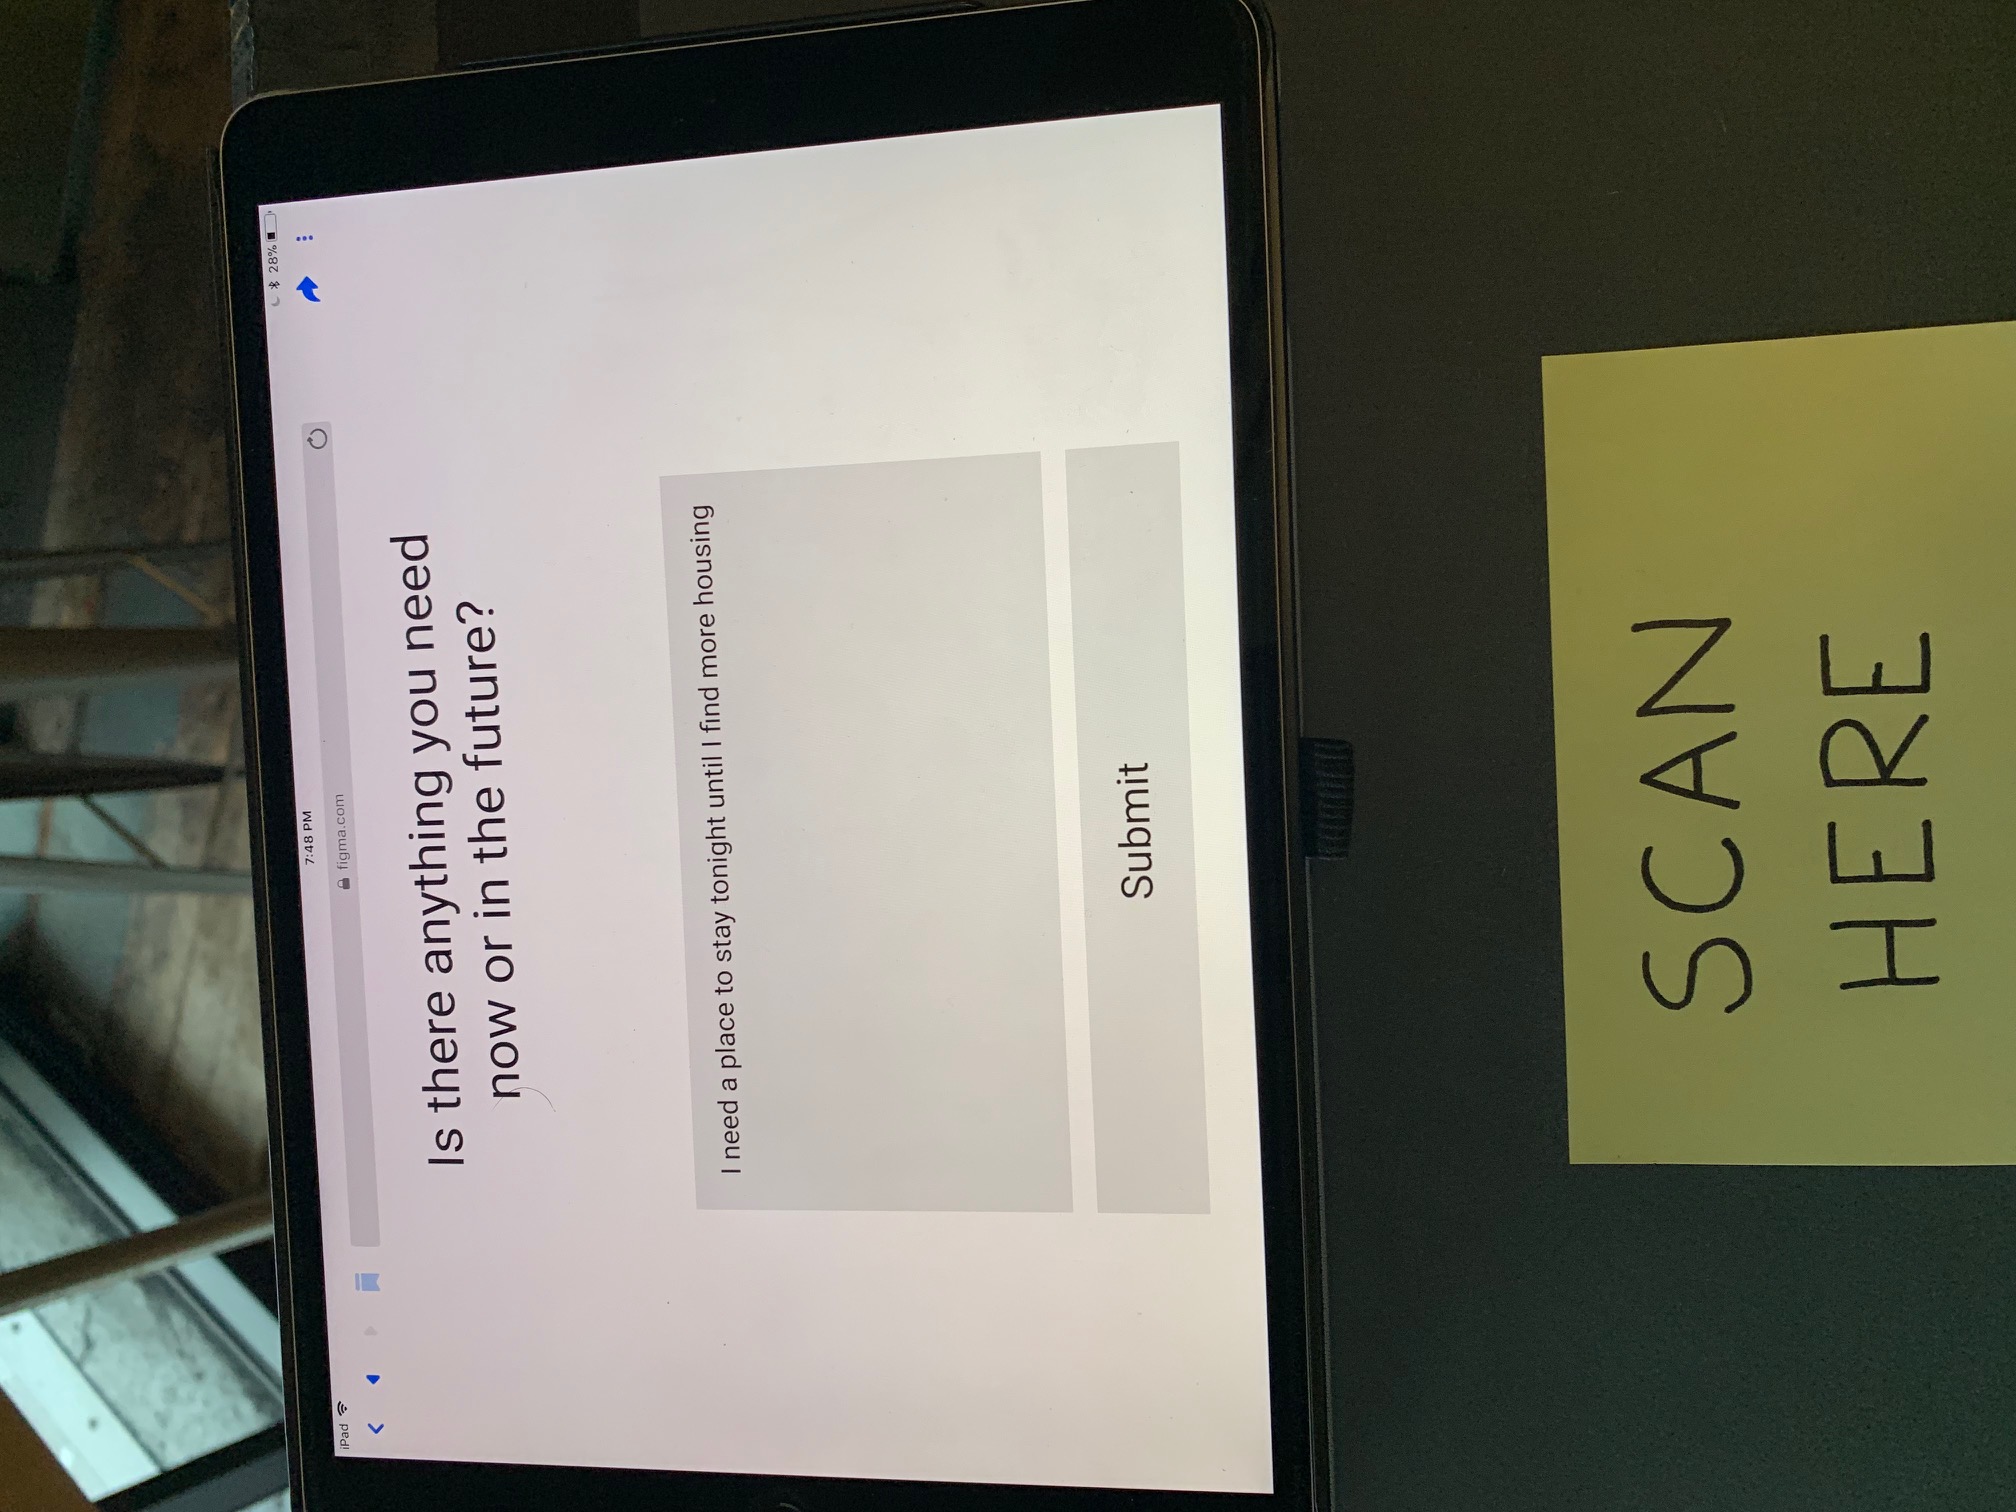 7:48 PM
28%
iPad
figma.com
Is there anything you need
now or in the future?
I need a place to stay tonight until I find more housing
Submit
SCAN
HERE